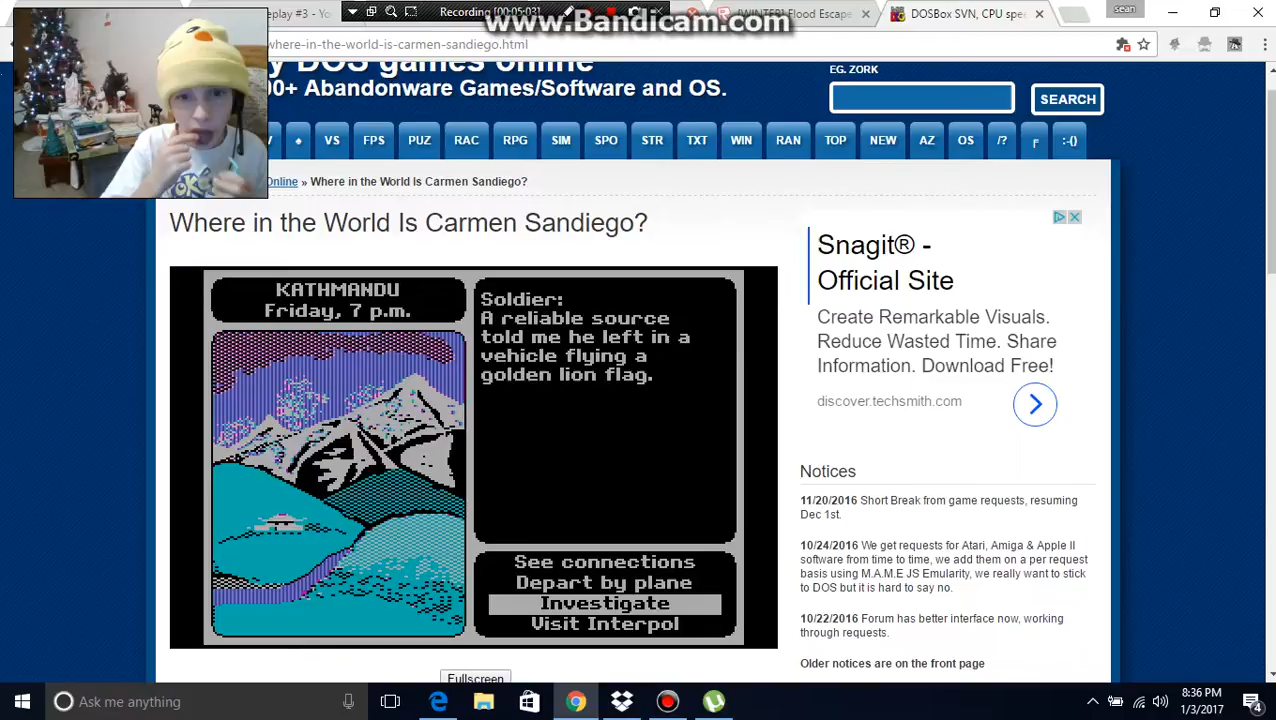 eplay #3 - Yo
Recording [00:05:03]
www.Bandicam.com
[WINTER] Flood Escape
DOSBox SVN, CPU spe
sean
where-in-the-world-is-carmen-sandiego.html
y DOS games online
00+ Abandonware Games/Software and OS.
EG. ZORK
SEARCH
V ♠ VS FPS PUZ RAC RPG SIM SPO STR TXT WIN RAN TOP NEW AZ OS /? :-()
Online » Where in the World Is Carmen Sandiego?
Where in the World Is Carmen Sandiego?
KATHMANDU
Friday, 7 p.m.
Soldier:
A reliable source
told me he left in a
vehicle flying a
golden lion flag.
See connections
Depart by plane
Investigate
Visit Interpol
Fullscreen
Snagit® -
Official Site
Create Remarkable Visuals.
Reduce Wasted Time. Share
Information. Download Free!
discover.techsmith.com
Notices
11/20/2016 Short Break from game requests, resuming
Dec 1st.
10/24/2016 We get requests for Atari, Amiga & Apple II
software from time to time, we add them on a per request
basis using M.A.M.E JS Emularity, we really want to stick
to DOS but it is hard to say no.
10/22/2016 Forum has better interface now, working
through requests.
Older notices are on the front page
Ask me anything
8:36 PM
1/3/2017
4